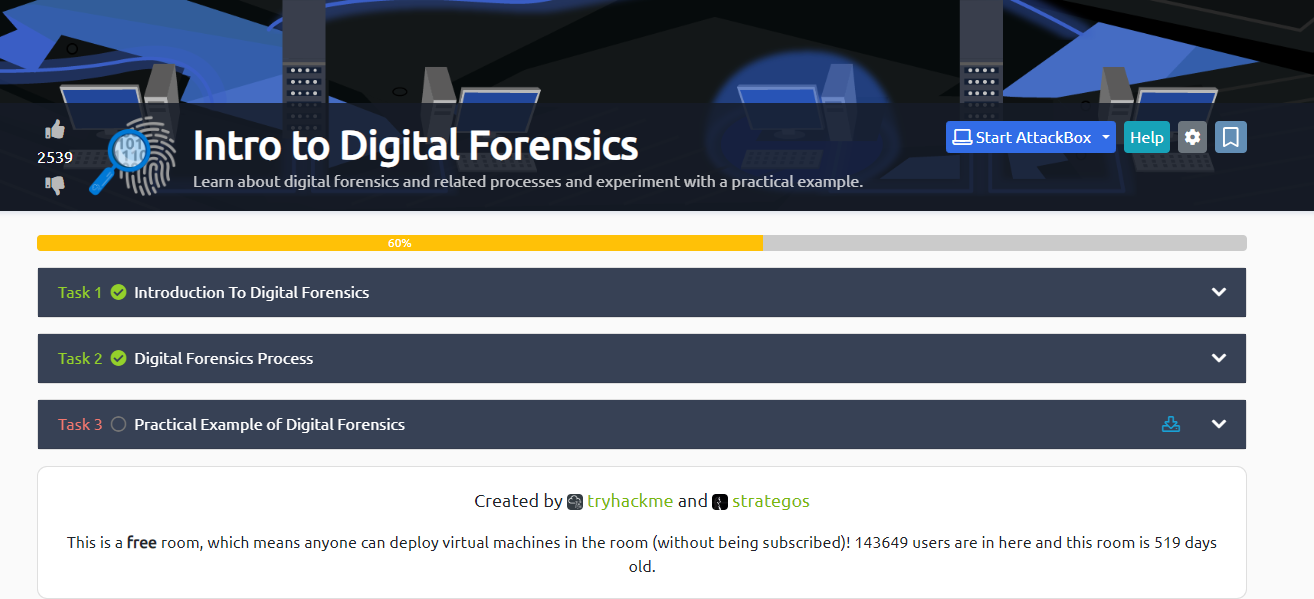 Intro to Digital Forensics
Start AttackBox
Help
2539
Learn about digital forensics and related processes and experiment with a practical example.
60%
Task 1 Introduction To Digital Forensics
Task 2 Digital Forensics Process
Task 3 Practical Example of Digital Forensics
Created by tryhackme and strategos
This is a free room, which means anyone can deploy virtual machines in the room (without being subscribed)! 143649 users are in here and this room is 519 days
old.